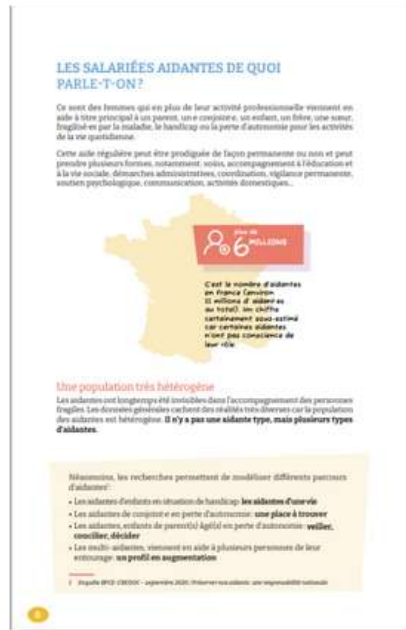 LES SALARIÉES AIDANTES DE QUOI
PARLE-T-ON ?
Ce sont des femmes qui en plus de leur activité professionnelle viennent en
aide à titre principal à un parent, un·e conjoint·e, un enfant, un frère, une sœur,
fragilisé·es par la maladie, le handicap ou la perte d'autonomie pour les activités
de la vie quotidienne.
Cette aide régulière peut être prodiguée de façon permanente ou non et peut
prendre plusieurs formes, notamment: soins, accompagnement à l'éducation et
à la vie sociale, démarches administratives, coordination, vigilance permanente,
soutien psychologique, communication, activités domestiques...
plus de
6 MILLIONS
C'est le nombre d'aidantes
en France (environ
11 millions d'aidant·es
au total). Un chiffre
certainement sous-estimé
car certaines aidantes
n'ont pas conscience de
leur rôle
Une population très hétérogène
Les aidantes ont longtemps été invisibles dans l'accompagnement des personnes
fragiles. Les données générales cachent des réalités très diverses car la population
des aidantes est hétérogène. Il n'y a pas une aidante type, mais plusieurs types
d'aidantes.
Néanmoins, les recherches permettent de modéliser différents parcours
d'aidantes¹:
• Les aidantes d'enfants en situation de handicap: les aidantes d'une vie
• Les aidantes de conjoint·e en perte d'autonomie: une place à trouver
• Les aidantes, enfants de parent(s) âgé(s) en perte d'autonomie: veiller,
concilier, décider
• Les multi-aidantes, viennent en aide à plusieurs personnes de leur
entourage: un profil en augmentation
1 Enquête BPCE-CREDOC – septembre 2020: Préserver nos aidants: une responsabilité nationale